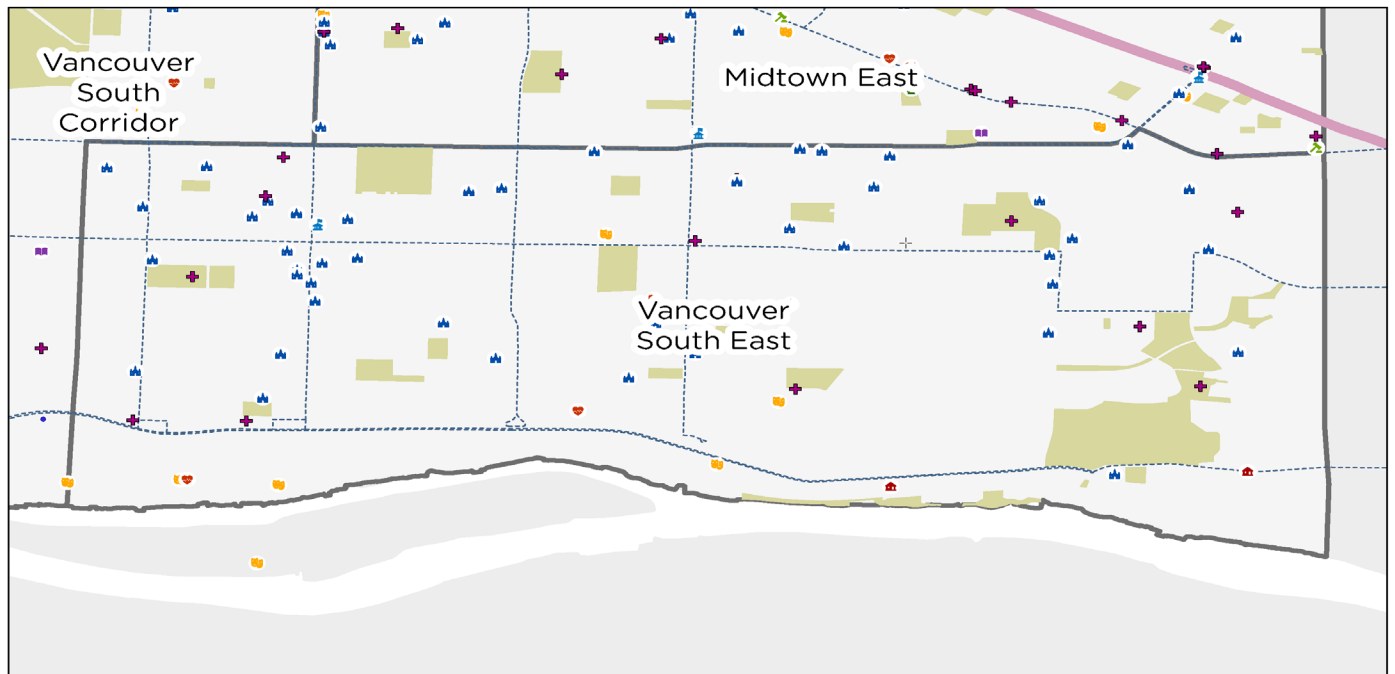 Vancouver
South
Corridor
Midtown East
Vancouver
South East